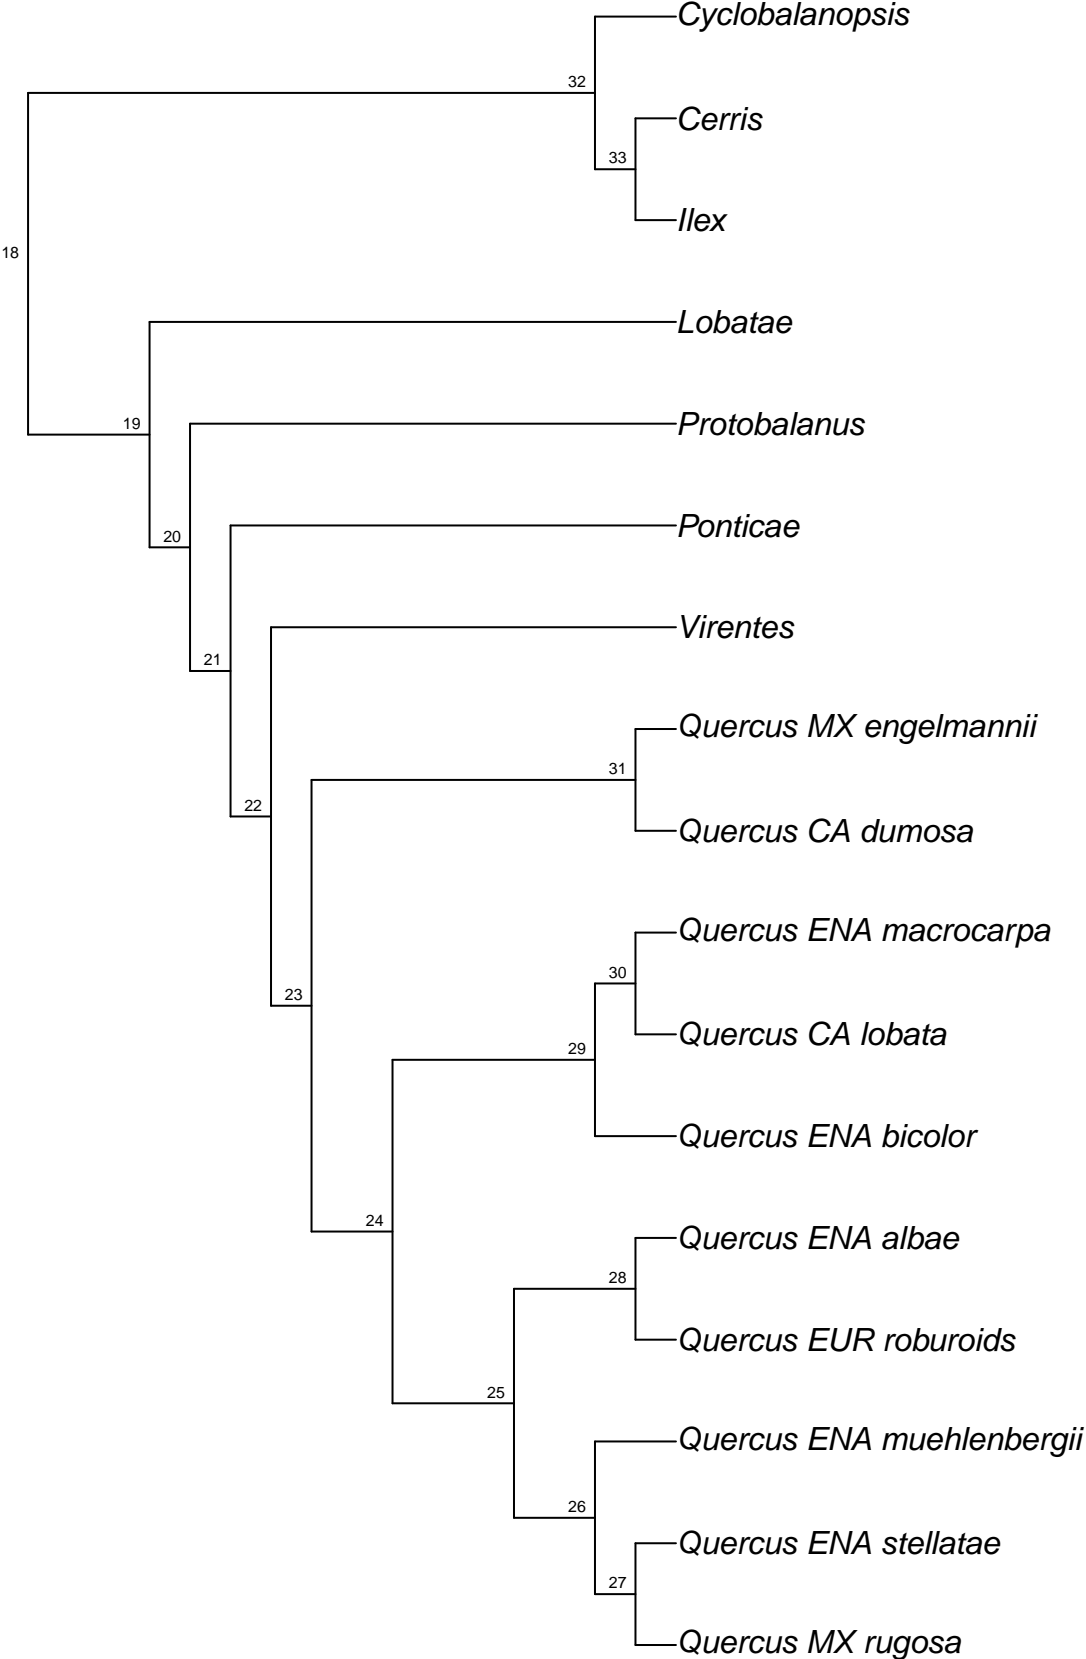 Cyclobalanopsis
32
Cerris
33
Ilex
18
Lobatae
19
Protobalanus
20
Ponticae
Virentes
21
Quercus MX engelmannii
31
22
Quercus CA dumosa
Quercus ENA macrocarpa
30
23
Quercus CA lobata
29
Quercus ENA bicolor
24
Quercus ENA albae
28
Quercus EUR roburoids
25
Quercus ENA muehlenbergii
26
Quercus ENA stellatae
27
Quercus MX rugosa